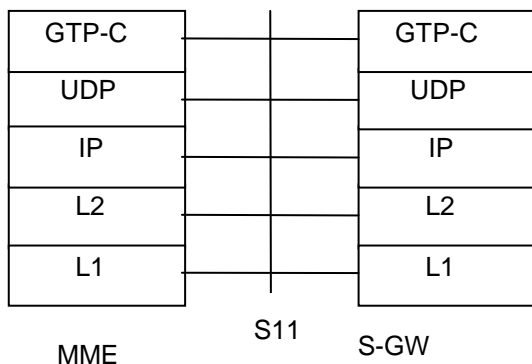 GTP-C GTP-C
UDP UDP
IP IP
L2 L2
L1 L1
S11
MME S-GW